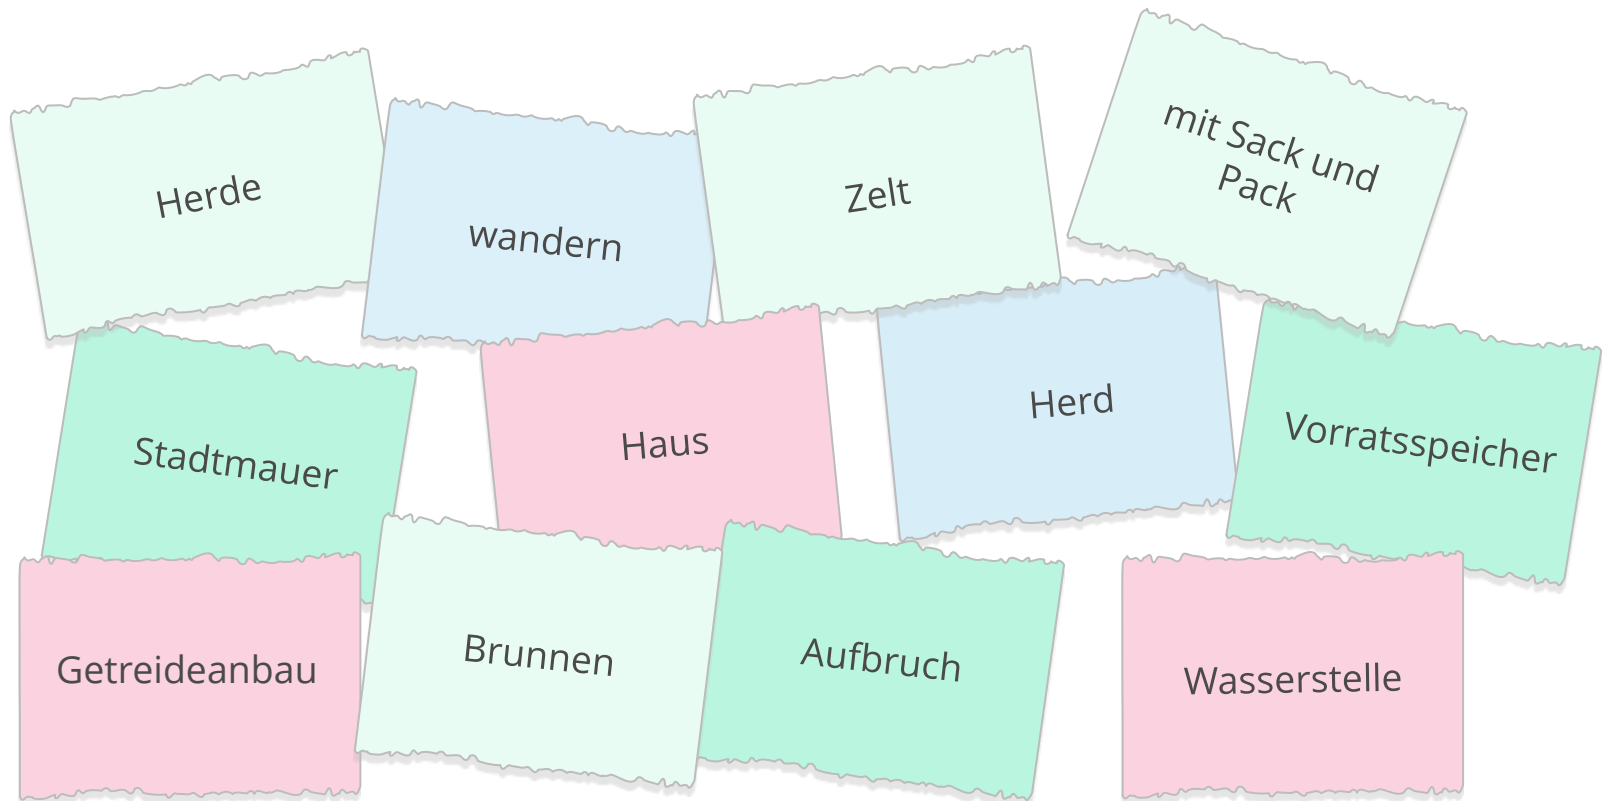 Herde
wandern
Zelt
mit Sack und
Pack
Stadtmauer
Haus
Herd
Vorratsspeicher
Getreideanbau
Brunnen
Aufbruch
Wasserstelle